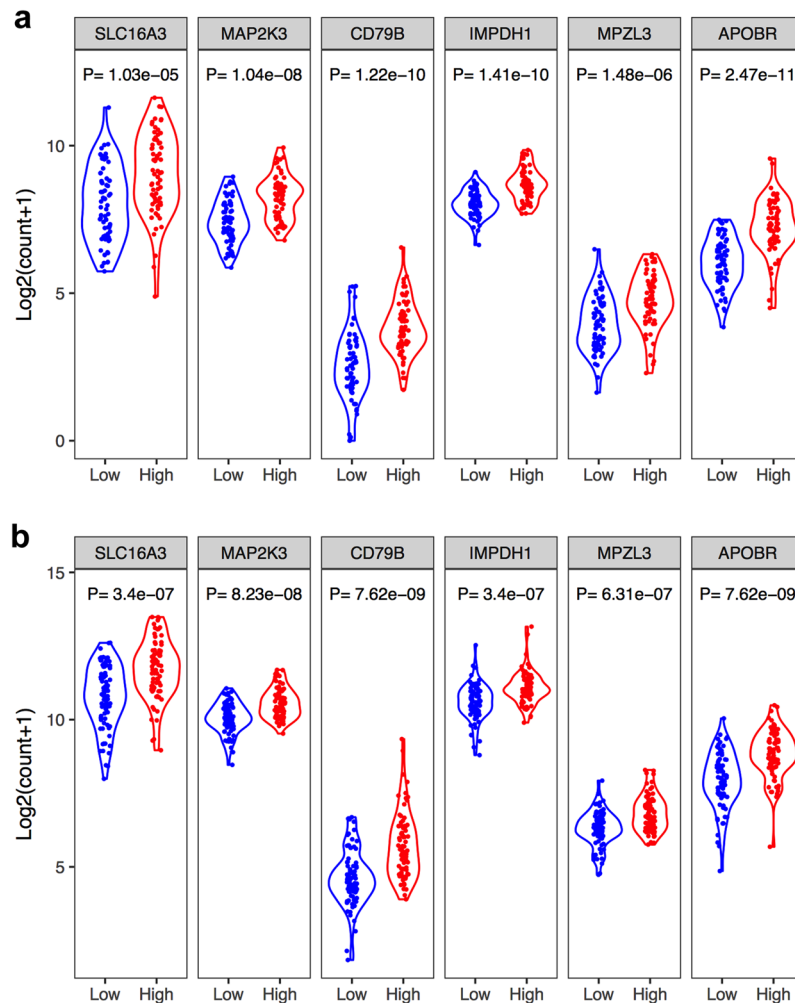 a
SLC16A3 MAP2K3 CD79B IMPDH1 MPZL3 APOBR
P= 1.03e−05 P= 1.04e−08 P= 1.22e−10 P= 1.41e−10 P= 1.48e−06 P= 2.47e−11
10
5
0
Log2(count+1)
Low High Low High Low High Low High Low High Low High
b
SLC16A3 MAP2K3 CD79B IMPDH1 MPZL3 APOBR
15
P= 3.4e−07 P= 8.23e−08 P= 7.62e−09 P= 3.4e−07 P= 6.31e−07 P= 7.62e−09
10
5
Log2(count+1)
Low High Low High Low High Low High Low High Low High